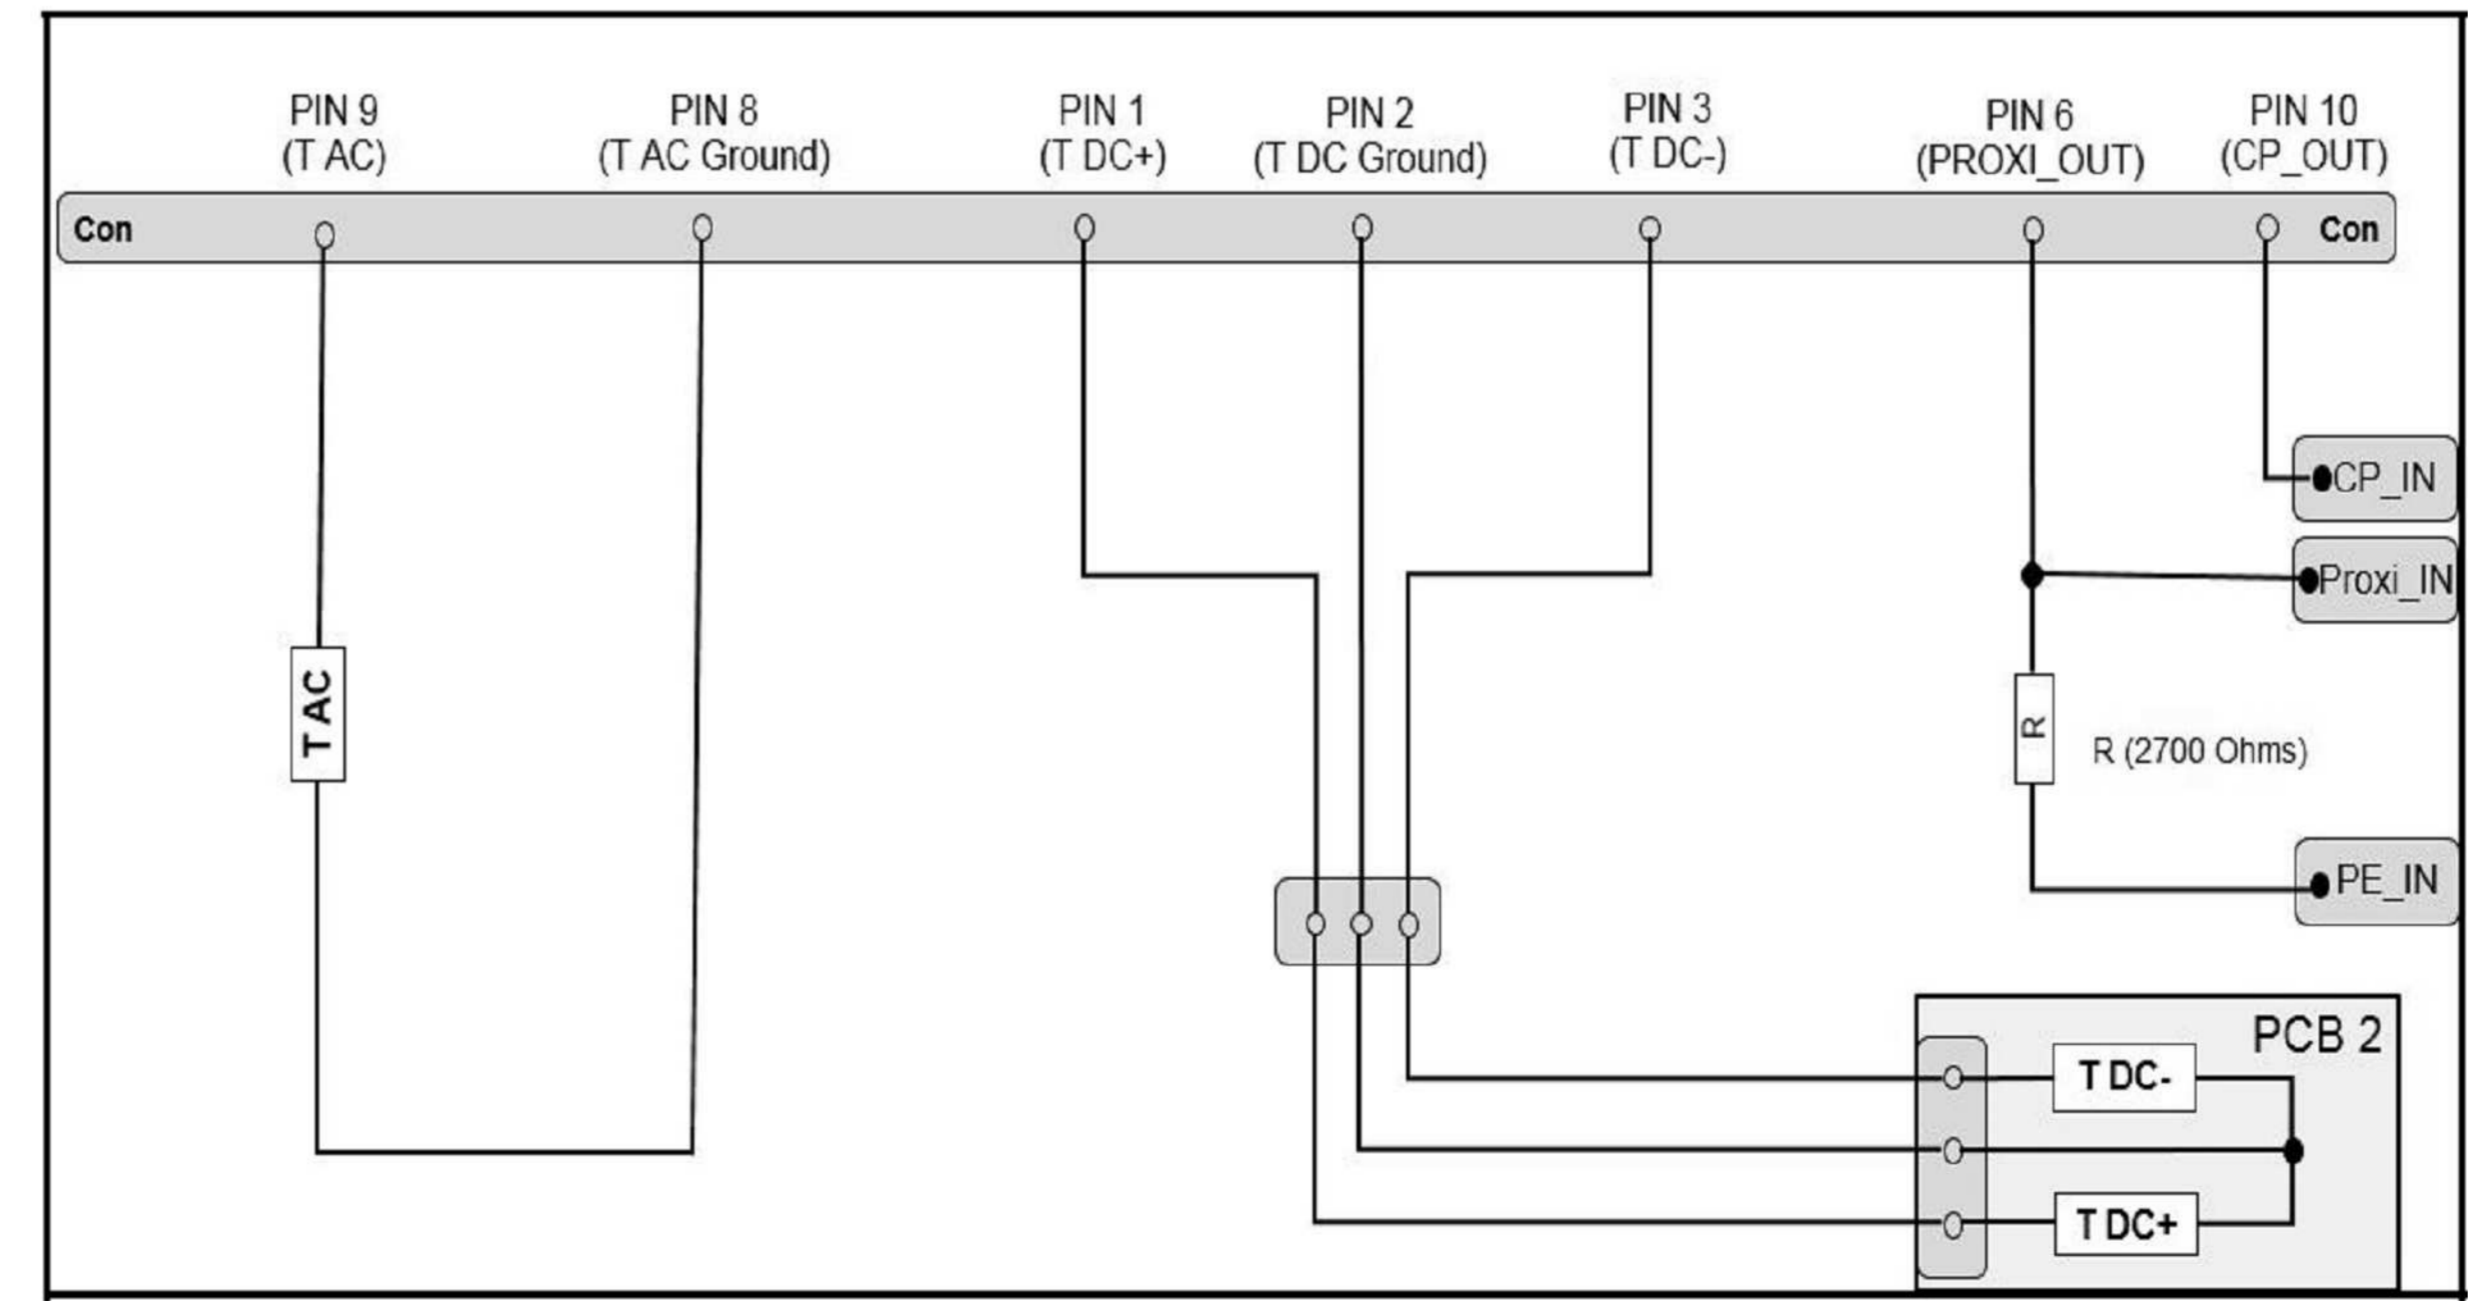 PIN 9
(T AC)
PIN 8
(T AC Ground)
PIN 1
(T DC+)
PIN 2
(T DC Ground)
PIN 3
(T DC-)
PIN 6
(PROXI_OUT)
PIN 10
(CP_OUT)
Con
Con
CP_IN
Proxi_IN
T AC
R
R (2700 Ohms)
PE_IN
PCB 2
T DC-
T DC+